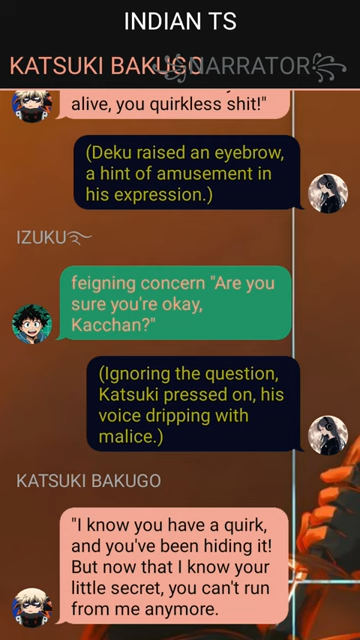 INDIAN TS
KATSUKI BAKUGO NARRATOR
alive, you quirkless shit!"
(Deku raised an eyebrow,
a hint of amusement in
his expression.)
IZUKU
feigning concern "Are you
sure you're okay,
Kacchan?"
(Ignoring the question,
Katsuki pressed on, his
voice dripping with
malice.)
KATSUKI BAKUGO
"I know you have a quirk,
and you've been hiding it!
But now that I know your
little secret, you can't run
from me anymore.